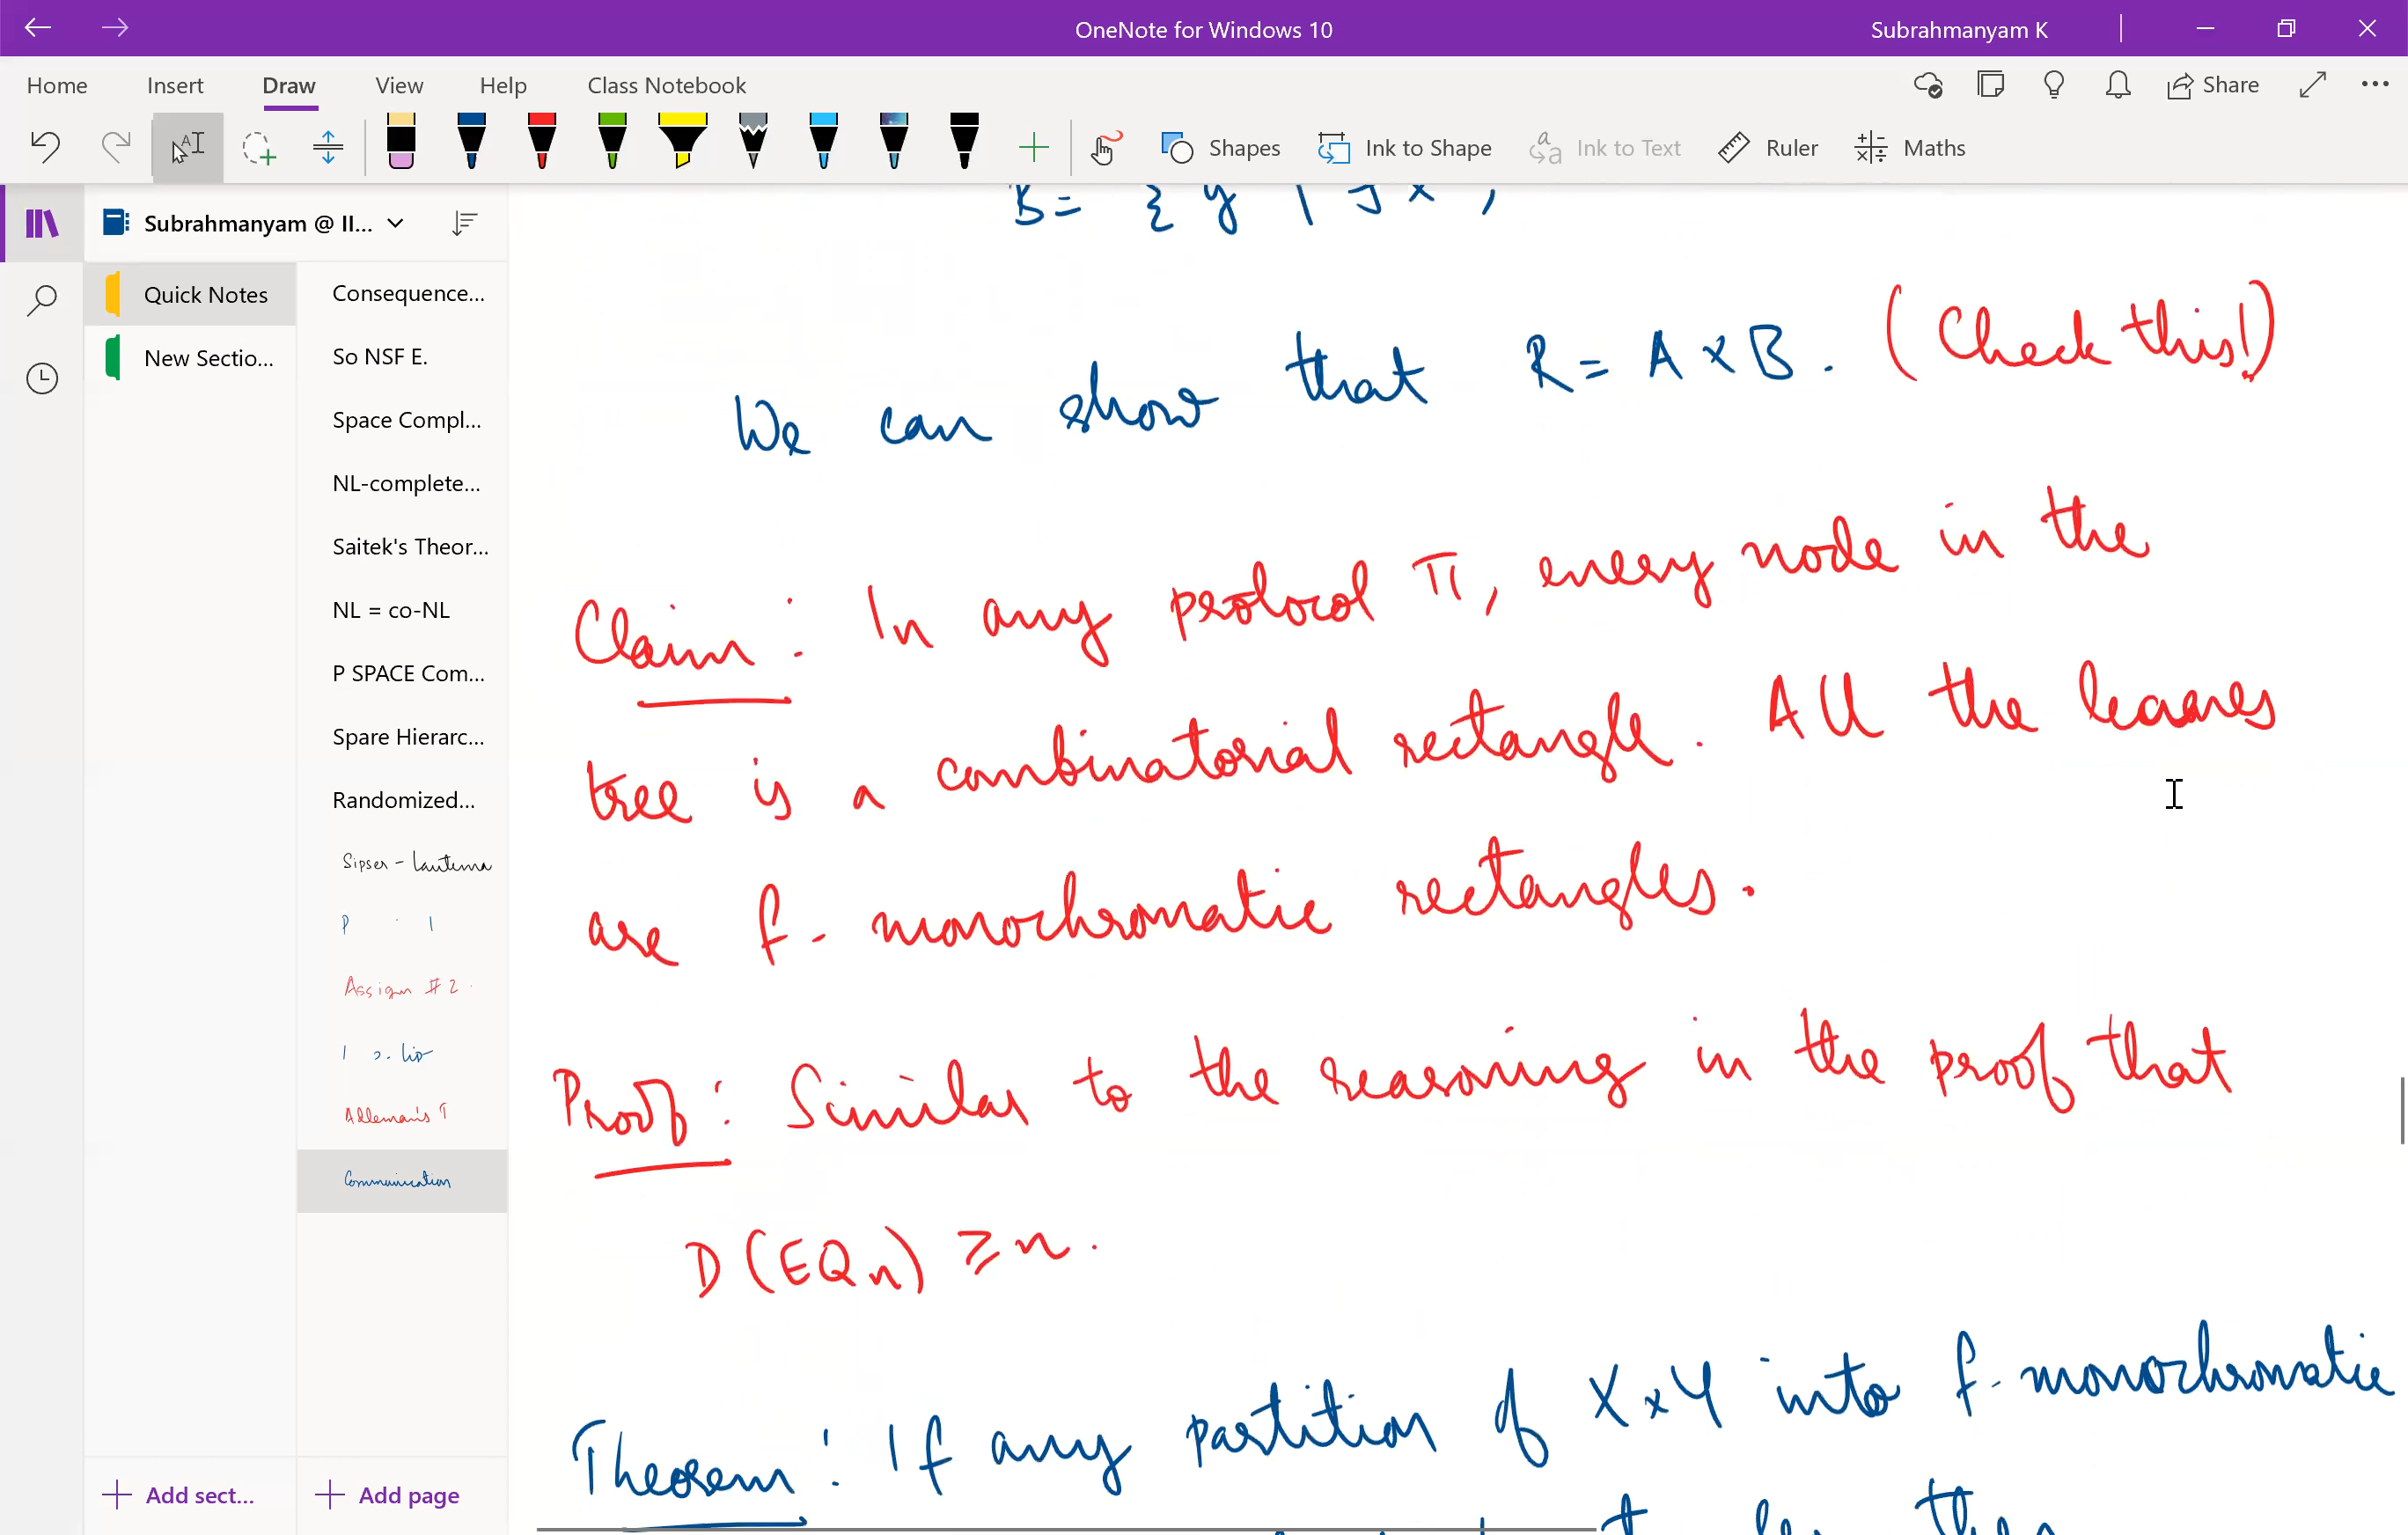 OneNote for Windows 10
Subrahmanyam K
Home Insert Draw View Help Class Notebook
Share
Shapes Ink to Shape Ink to Text Ruler Maths
Subrahmanyam @ II...
Quick Notes
New Sectio...
Consequence...
So NSF E.
Space Compl...
NL-complete...
Saitek's Theor...
NL = co-NL
P SPACE Com...
Spare Hierarc...
Randomized...
Sipser - Lautema
Assign # 2
Adleman's T
Communication
Add sect...
Add page
B = { y | ∃ x ,
We can show that R = A × B. (Check this!)
Claim : In any protocol π, every node in the
tree is a combinatorial rectangle. All the leaves
are f - monochromatic rectangles.
Proof : Similar to the reasoning in the proof that
D (EQn) ≥ n.
Theorem : If any partition of X × Y into f - monochromatic